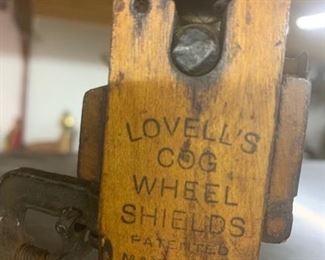 LOVELL'S
COG
WHEEL
SHIELDS
PATENTED